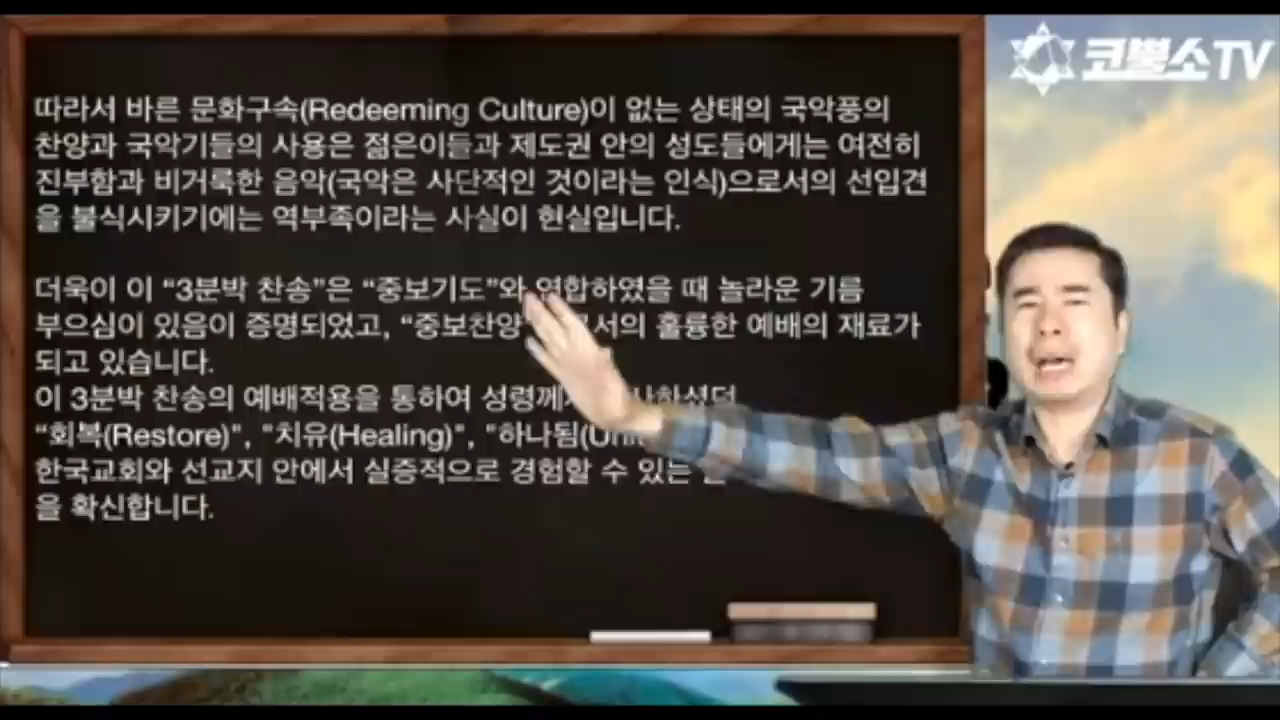 코뿔소TV
따라서 바른 문화구속(Redeeming Culture)이 없는 상태의 국악풍의
찬양과 국악기들의 사용은 젊은이들과 제도권 안의 성도들에게는 여전히
진부함과 비거룩한 음악(국악은 사단적인 것이라는 인식)으로서의 선입견
을 불식시키기에는 역부족이라는 사실이 현실입니다.
더욱이 이 “3분박 찬송”은 “중보기도”와 연합하였을 때 놀라운 기름
부으심이 있음이 증명되었고, “중보찬양 훌륭한 예배의 재료가
되고 있습니다.
이 3분박 찬송의 예배적용을 통하여
“회복(Restore)", "치유(Healing)", "하나됨
한국교회와 선교지 안에서 실증적으로 경험할 수 있는
을 확신합니다.